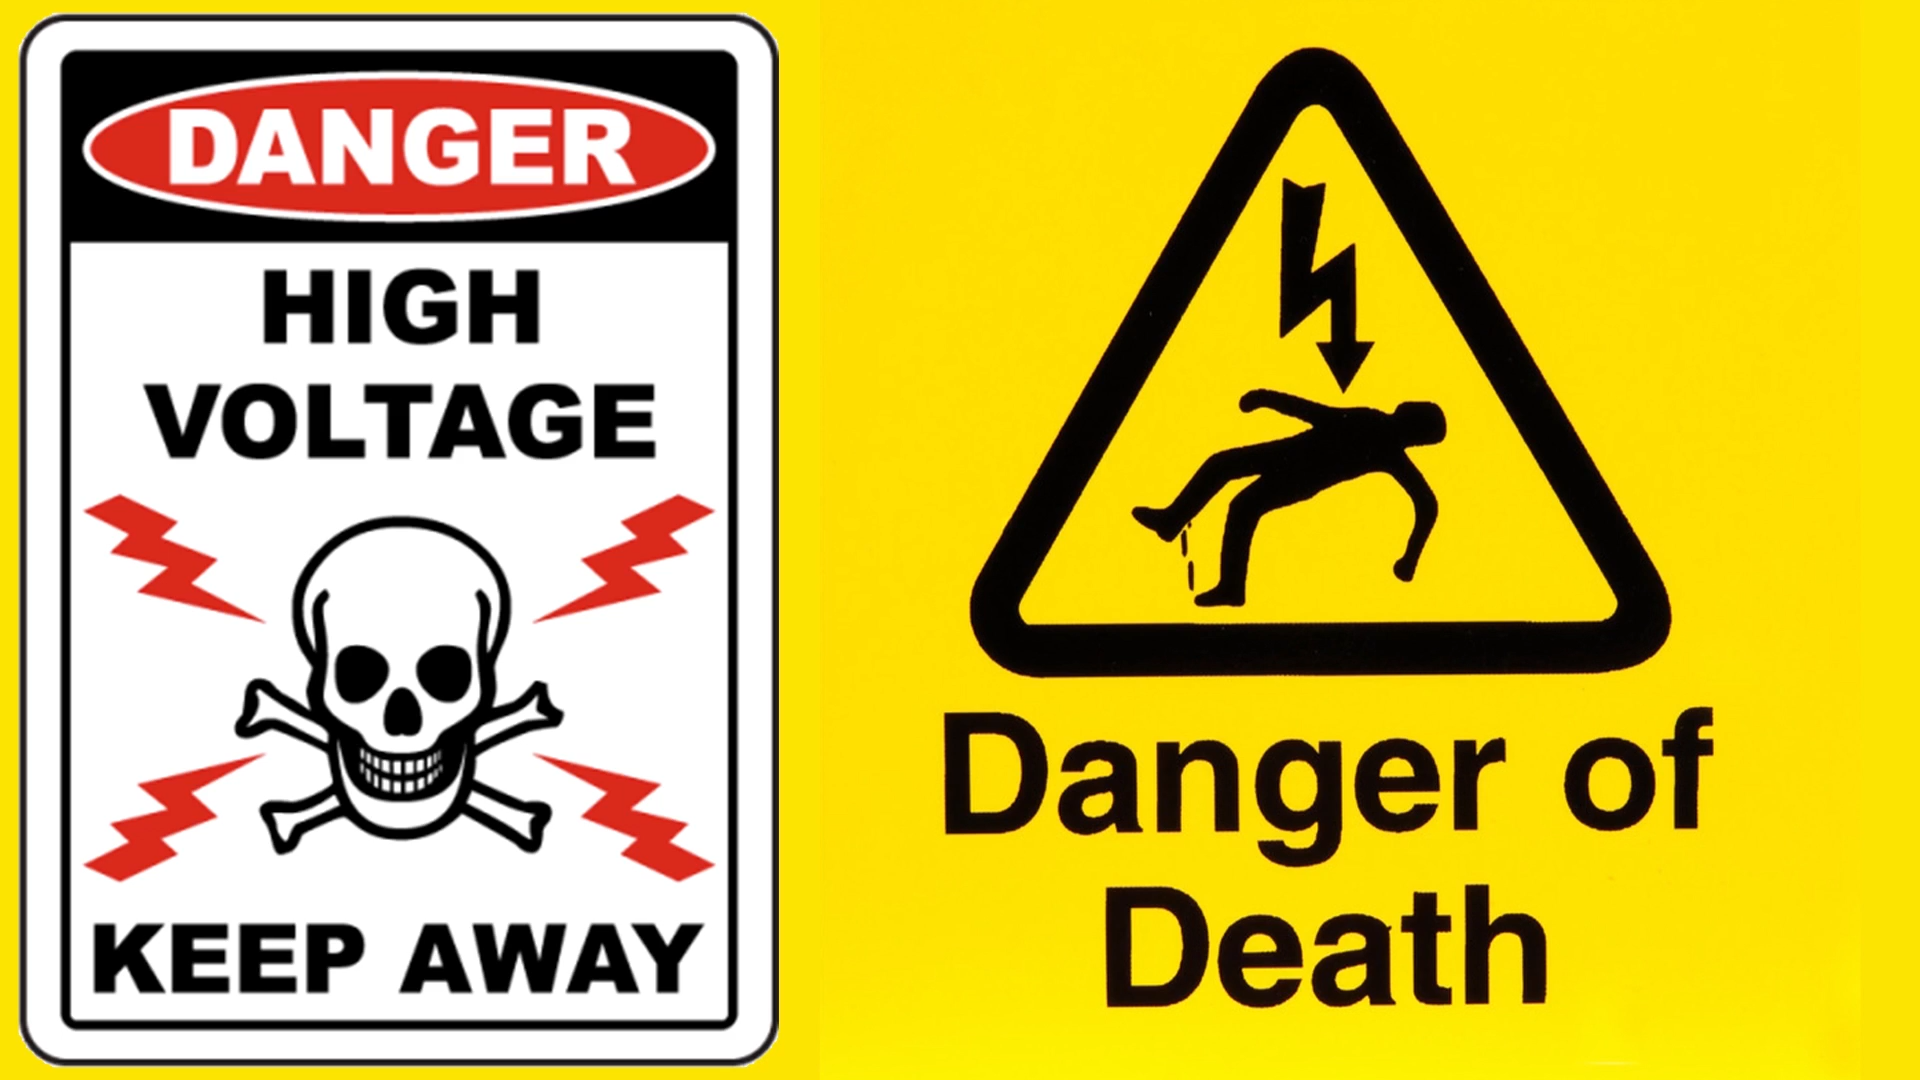 DANGER
HIGH
VOLTAGE
KEEP AWAY
Danger of
Death